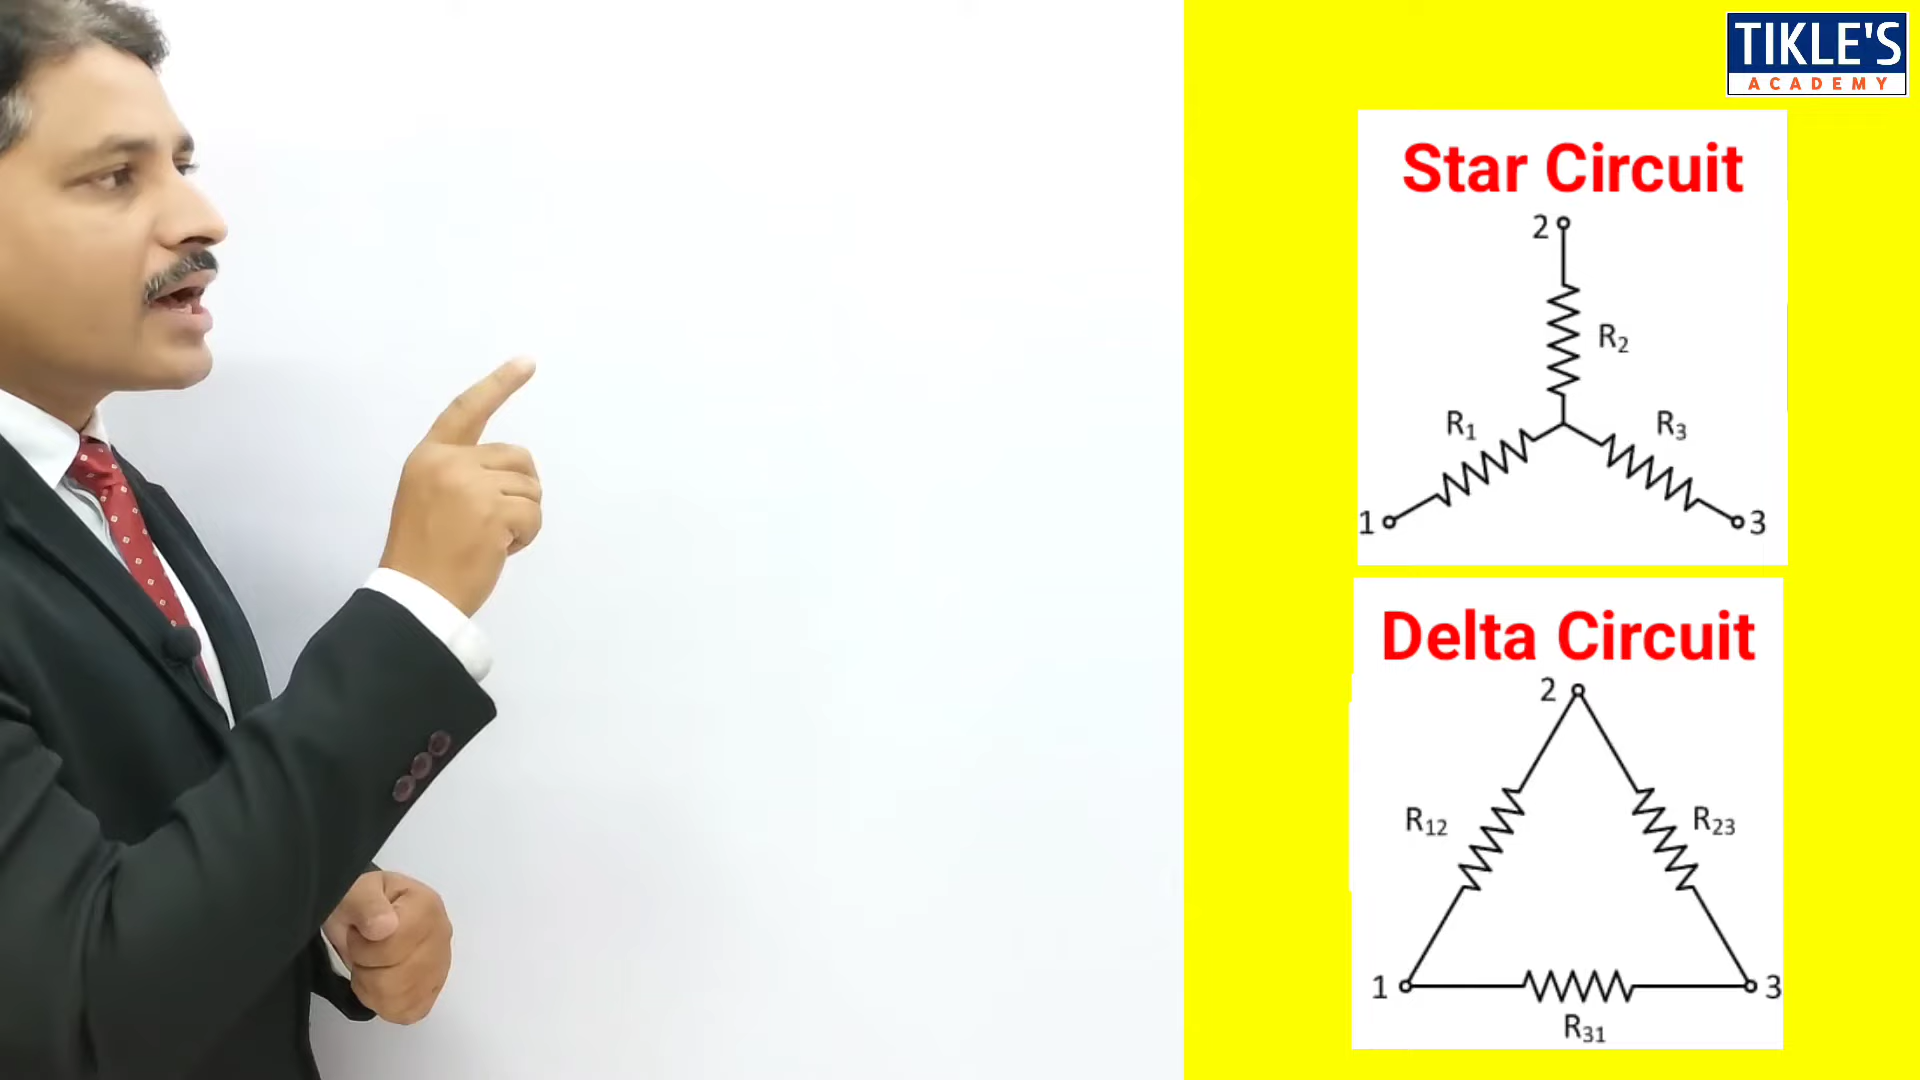 TIKLE'S
ACADEMY
Star Circuit
2
R₂
R₁
R₃
1
3
Delta Circuit
2
R₁₂
R₂₃
1
3
R₃₁